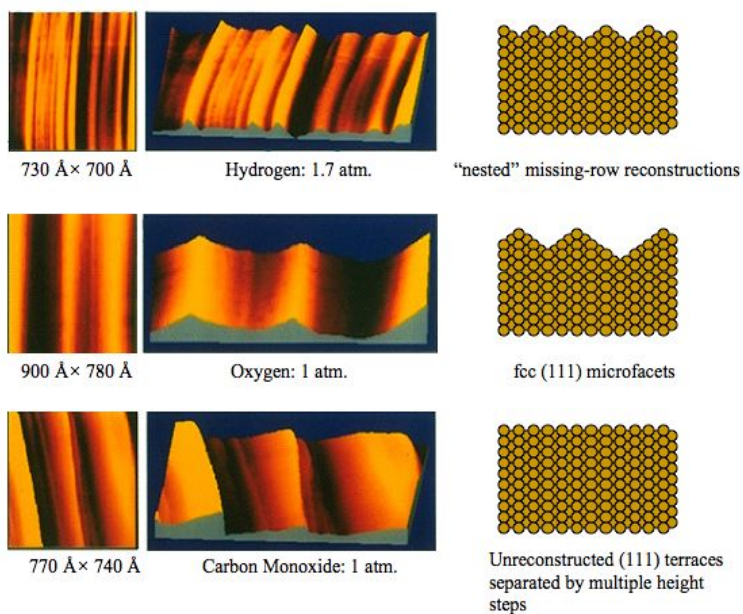 730 Å× 700 Å
Hydrogen: 1.7 atm.
“nested” missing-row reconstructions
900 Å× 780 Å
Oxygen: 1 atm.
fcc (111) microfacets
770 Å× 740 Å
Carbon Monoxide: 1 atm.
Unreconstructed (111) terraces
separated by multiple height
steps